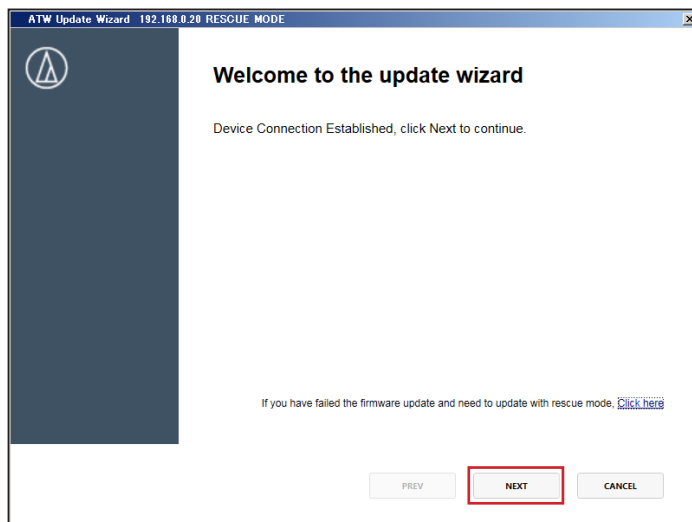 ATW Update Wizard 192.168.0.20 RESCUE MODE
Welcome to the update wizard
Device Connection Established, click Next to continue.
If you have failed the firmware update and need to update with rescue mode, Click here
PREV NEXT CANCEL